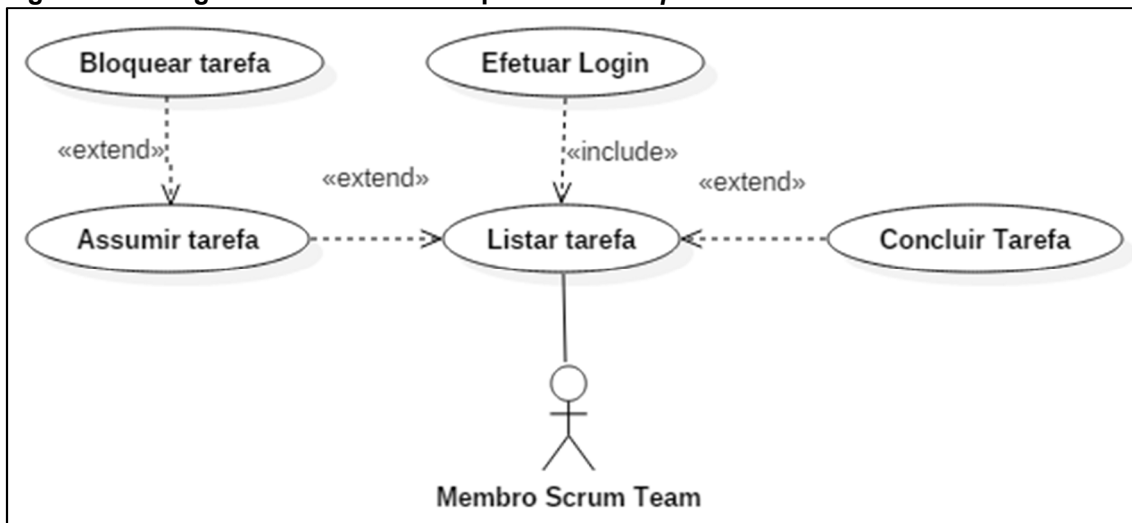 Bloquear tarefa
Efetuar Login
«extend»
«include»
«extend»
«extend»
Assumir tarefa
Listar tarefa
Concluir Tarefa
Membro Scrum Team